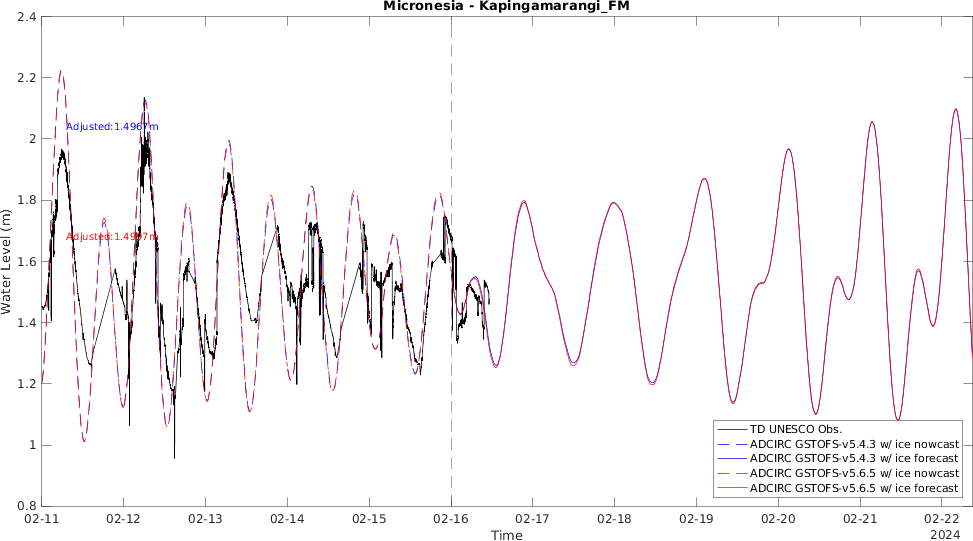 Micronesia - Kapingamarangi_FM
Water Level (m)
2.4
2.2
2
1.8
1.6
1.4
1.2
1
0.8
Adjusted:1.4967m
Adjusted:1.4997m
TD UNESCO Obs.
ADCIRC GSTOFS-v5.4.3 w/ ice nowcast
ADCIRC GSTOFS-v5.4.3 w/ ice forecast
ADCIRC GSTOFS-v5.6.5 w/ ice nowcast
ADCIRC GSTOFS-v5.6.5 w/ ice forecast
02-11 02-12 02-13 02-14 02-15 02-16 02-17 02-18 02-19 02-20 02-21 02-22
2024
Time